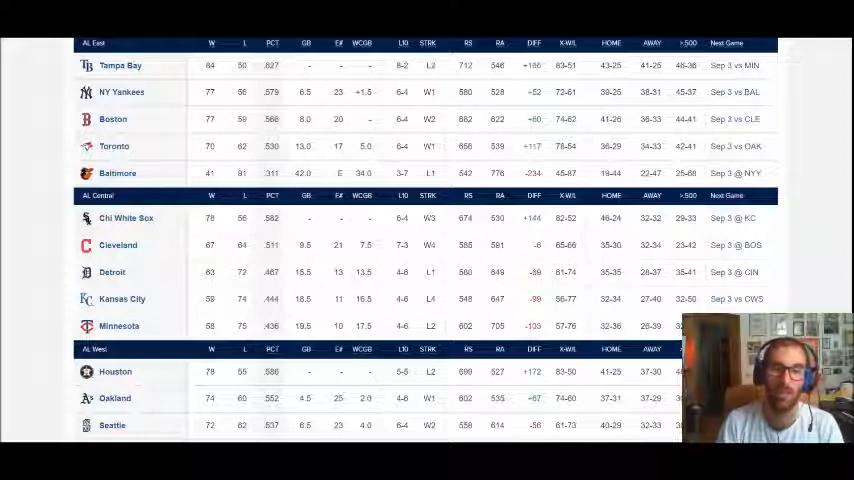 AL East W L PCT GB E# WCGB L10 STRK RS RA DIFF X-W/L HOME AWAY >.500 Next Game
Tampa Bay 84 50 .627 - - - 8-2 L2 712 546 +166 83-51 43-25 41-25 46-36 Sep 3 vs MIN
NY Yankees 77 56 .579 6.5 23 +1.5 6-4 W1 580 528 +52 72-61 39-25 38-31 45-37 Sep 3 vs BAL
Boston 77 59 .566 8.0 20 - 6-4 W2 682 622 +60 74-62 41-26 36-33 44-41 Sep 3 vs CLE
Toronto 70 62 .530 13.0 17 5.0 6-4 W1 656 539 +117 78-54 36-29 34-33 42-41 Sep 3 vs OAK
Baltimore 41 91 .311 42.0 E 34.0 3-7 L1 542 776 -234 45-87 19-44 22-47 25-68 Sep 3 @ NYY
AL Central W L PCT GB E# WCGB L10 STRK RS RA DIFF X-W/L HOME AWAY >.500 Next Game
Chi White Sox 78 56 .582 - - - 6-4 W3 674 530 +144 82-52 46-24 32-32 29-33 Sep 3 @ KC
Cleveland 67 64 .511 9.5 21 7.5 7-3 W4 585 591 -6 65-66 35-30 32-34 23-42 Sep 3 @ BOS
Detroit 63 72 .467 15.5 13 13.5 4-6 L1 580 649 -69 61-74 35-35 28-37 35-41 Sep 3 @ CIN
Kansas City 59 74 .444 18.5 11 16.5 4-6 L4 548 647 -99 56-77 32-34 27-40 32-50 Sep 3 vs CWS
Minnesota 58 75 .436 19.5 10 17.5 4-6 L2 602 705 -103 57-76 32-36 26-39
AL West W L PCT GB E# WCGB L10 STRK RS RA DIFF X-W/L HOME AWAY
Houston 78 55 .586 - - - 5-5 L2 699 527 +172 83-50 41-25 37-30
Oakland 74 60 .552 4.5 25 2.0 4-6 W1 602 535 +67 74-60 37-31 37-29
Seattle 72 62 .537 6.5 23 4.0 6-4 W2 558 614 -56 61-73 40-29 32-33